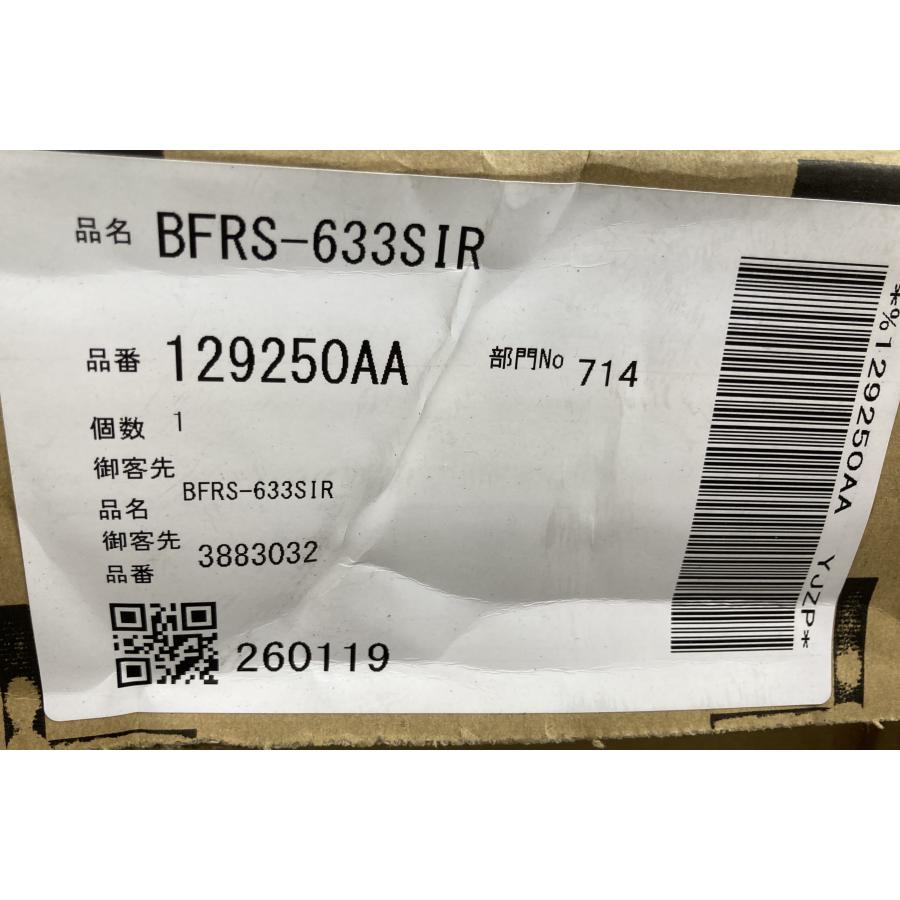 品名 BFRS-633SIR
品番 129250AA 部門No 714
個数 1
御客先
品名 BFRS-633SIR
御客先
品番 3883032
260119
*%129250AA YJZP*